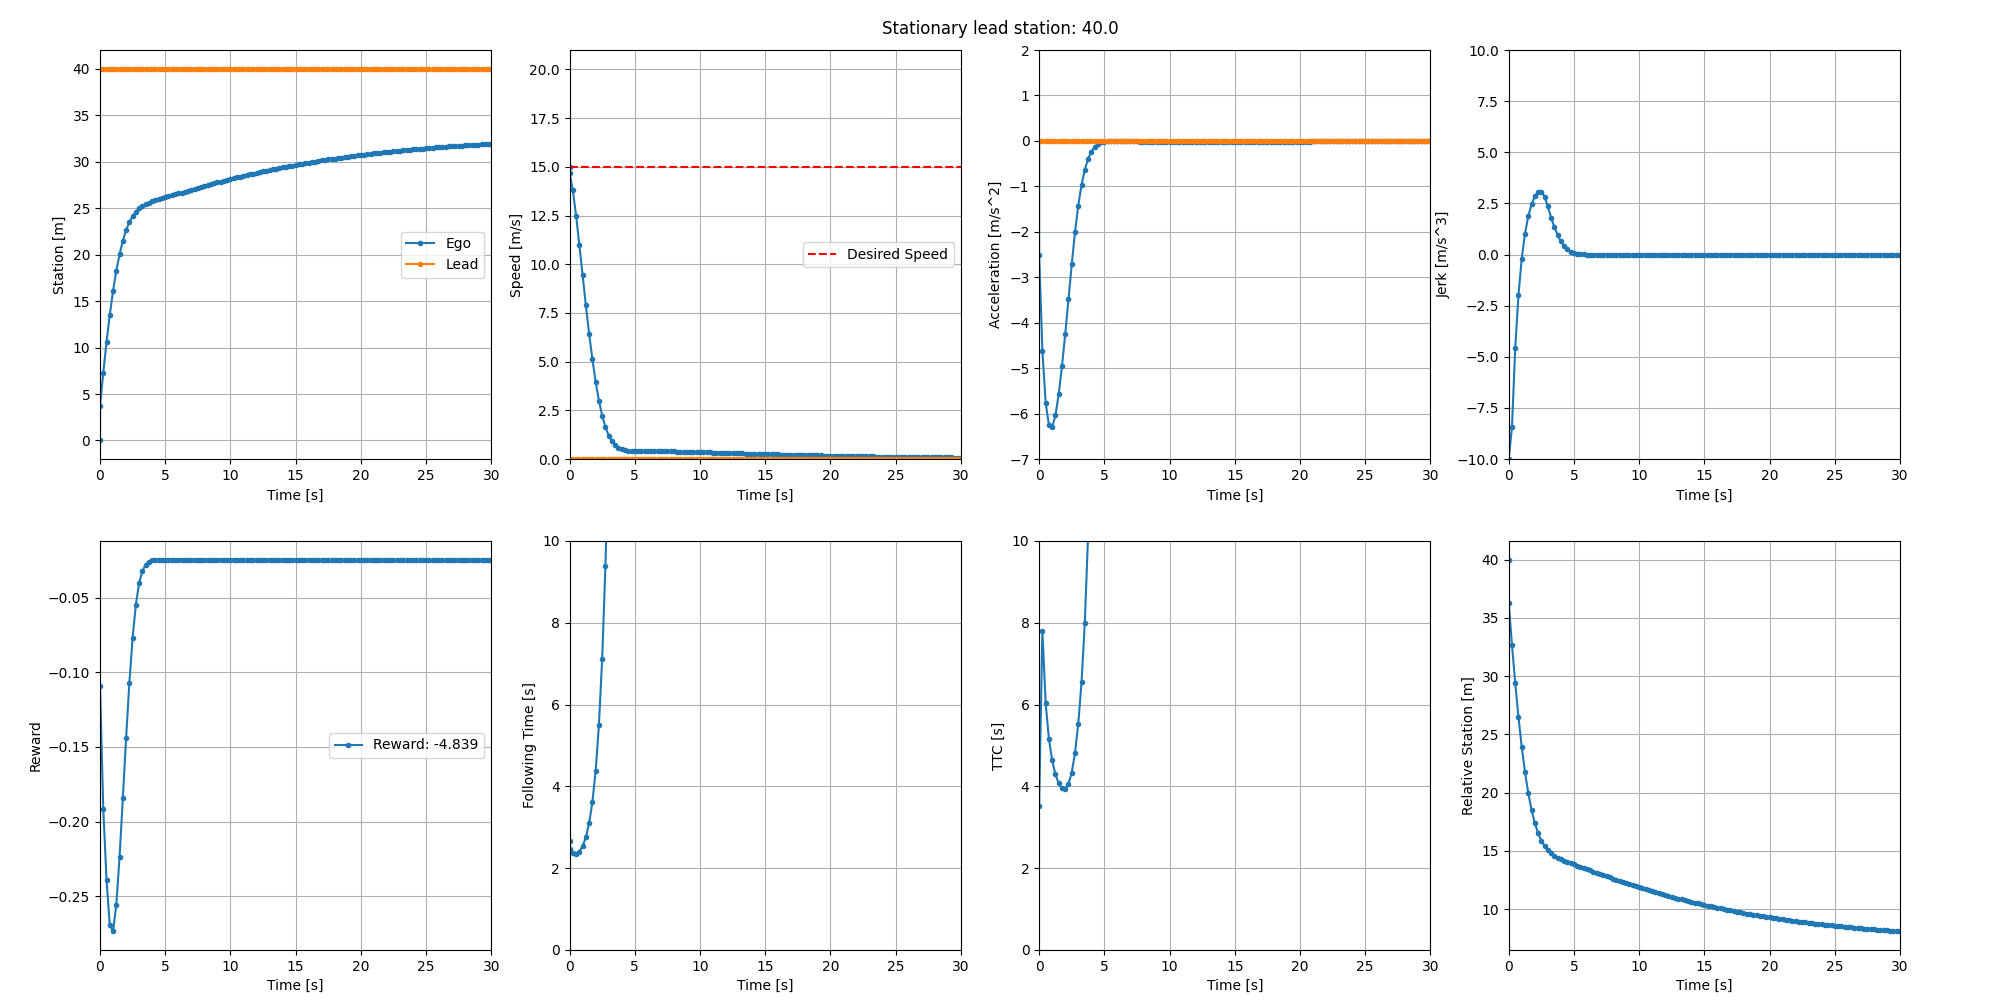 Stationary lead station: 40.0
Station [m]
40
35
30
25
20
15
10
5
0
Ego
Lead
0 5 10 15 20 25 30
Time [s]
Speed [m/s]
20.0
17.5
15.0
12.5
10.0
7.5
5.0
2.5
0.0
Desired Speed
0 5 10 15 20 25 30
Time [s]
Acceleration [m/s^2]
2
1
0
−1
−2
−3
−4
−5
−6
−7
0 5 10 15 20 25 30
Time [s]
Jerk [m/s^3]
10.0
7.5
5.0
2.5
0.0
−2.5
−5.0
−7.5
−10.0
0 5 10 15 20 25 30
Time [s]
Reward
−0.05
−0.10
−0.15
−0.20
−0.25
Reward: -4.839
0 5 10 15 20 25 30
Time [s]
Following Time [s]
10
8
6
4
2
0
0 5 10 15 20 25 30
Time [s]
TTC [s]
10
8
6
4
2
0
0 5 10 15 20 25 30
Time [s]
Relative Station [m]
40
35
30
25
20
15
10
0 5 10 15 20 25 30
Time [s]